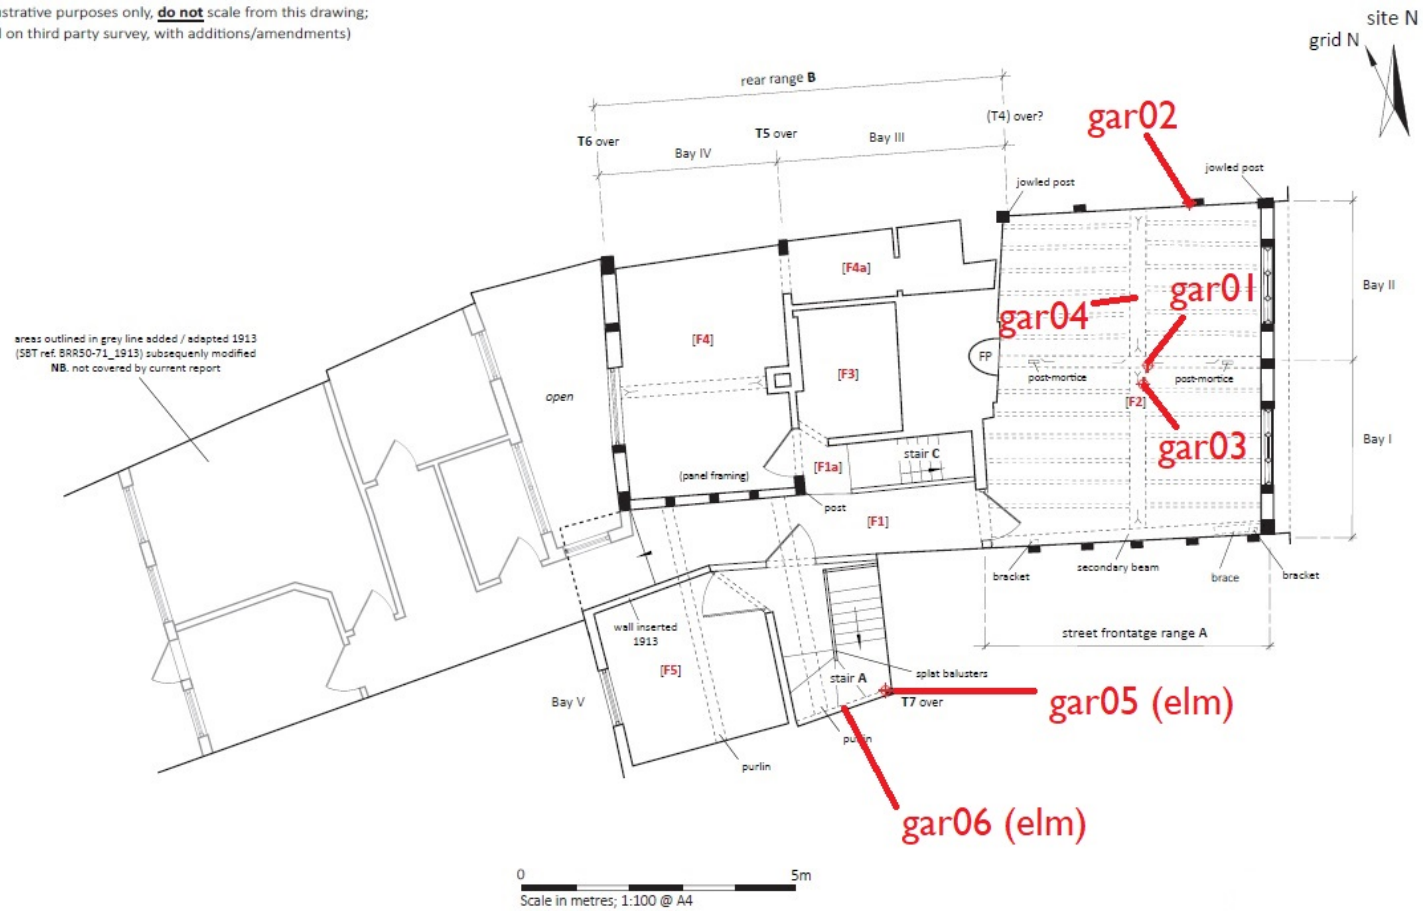 ustrative purposes only, do not scale from this drawing;
on third party survey, with additions/amendments)
site N
grid N
rear range B
(T4) over?
gar02
T6 over
T5 over
Bay III
Bay IV
jowled post
jowled post
[F4a]
Bay II
gar01
gar04
areas outlined in grey line added / adapted 1913
(SBT ref. BRR50-71_1913) subsequently modified
NB. not covered by current report
[F4]
FP
[F3]
post-mortice
post-mortice
open
[F2]
Bay I
gar03
stair C
[F1a]
(panel framing)
post
[F1]
secondary beam
bracket
brace
bracket
wall inserted
1913
street frontatge range A
[F5]
splat balusters
stair A
Bay V
T7 over
gar05 (elm)
purlin
purlin
gar06 (elm)
0
5m
Scale in metres; 1:100 @ A4